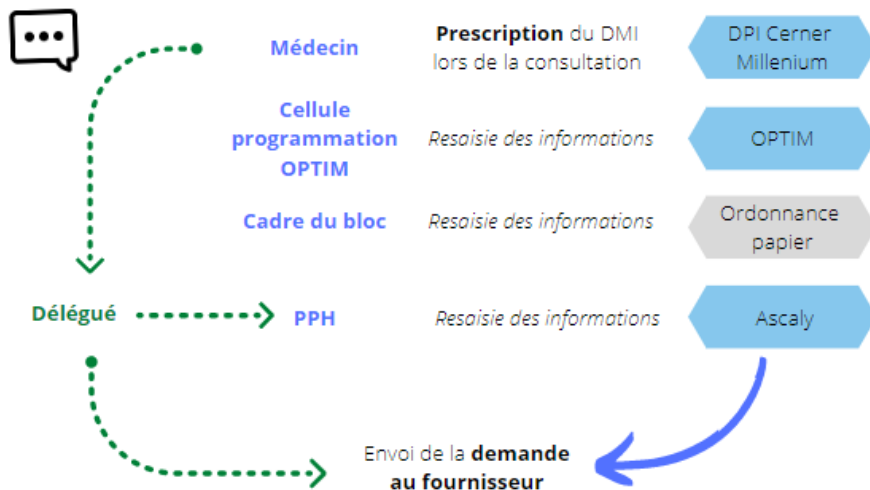 Médecin
Prescription du DMI
lors de la consultation
DPI Cerner
Millenium
Cellule
programmation
OPTIM
Resaisie des informations
OPTIM
Cadre du bloc
Resaisie des informations
Ordonnance
papier
Délégué
PPH
Resaisie des informations
Ascaly
Envoi de la demande
au fournisseur